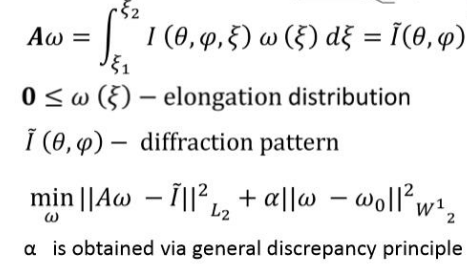 Aω = ∫_{ξ₁}^{ξ₂} I (θ, φ, ξ) ω (ξ) dξ = Ĩ(θ, φ)
0 ≤ ω (ξ) – elongation distribution
Ĩ (θ, φ) – diffraction pattern
min_ω ||Aω − Ĩ||²_{L₂} + α||ω − ω₀||²_{W¹₂}
α is obtained via general discrepancy principle